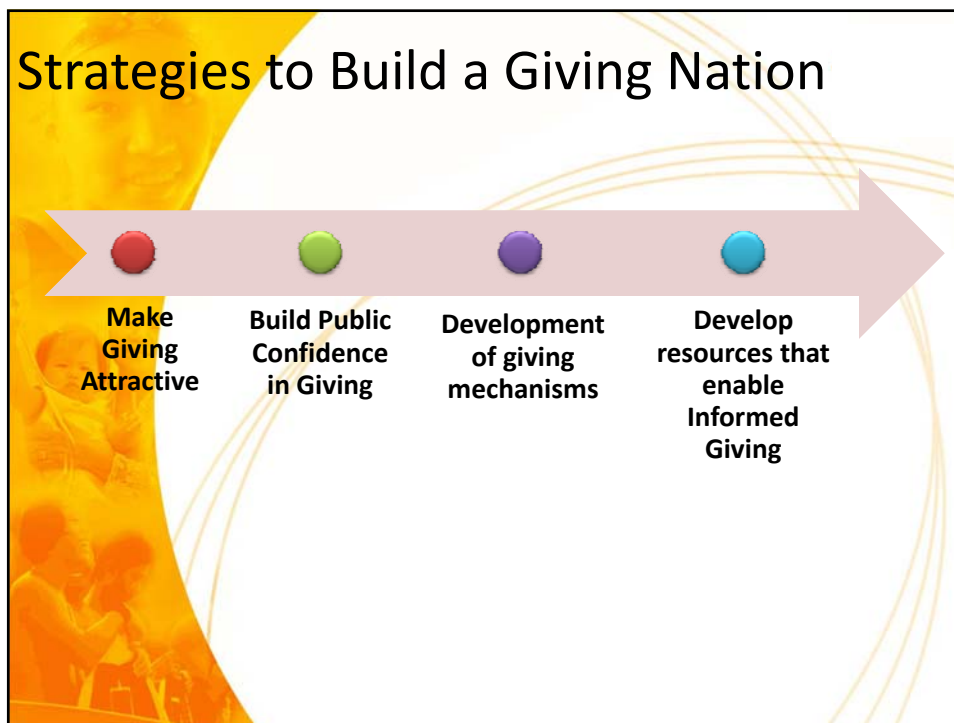 Strategies to Build a Giving Nation
Make
Giving
Attractive
Build Public
Confidence
in Giving
Development
of giving
mechanisms
Develop
resources that
enable
Informed
Giving